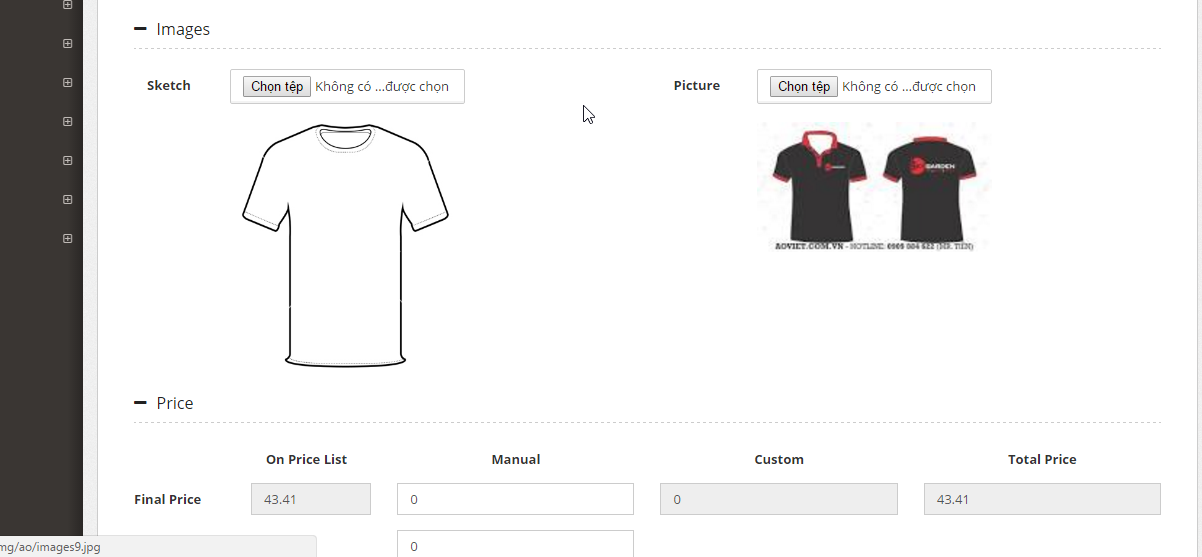 Images
Sketch
Chọn tệp Không có ...được chọn
Picture
Chọn tệp Không có ...được chọn
GARDEN
AOVIET.COM.VN - HOTLINE: 0909 804 622 (MR. TIEN)
Price
On Price List
Manual
Custom
Total Price
Final Price
43.41
0
0
43.41
0
mg/ao/images9.jpg